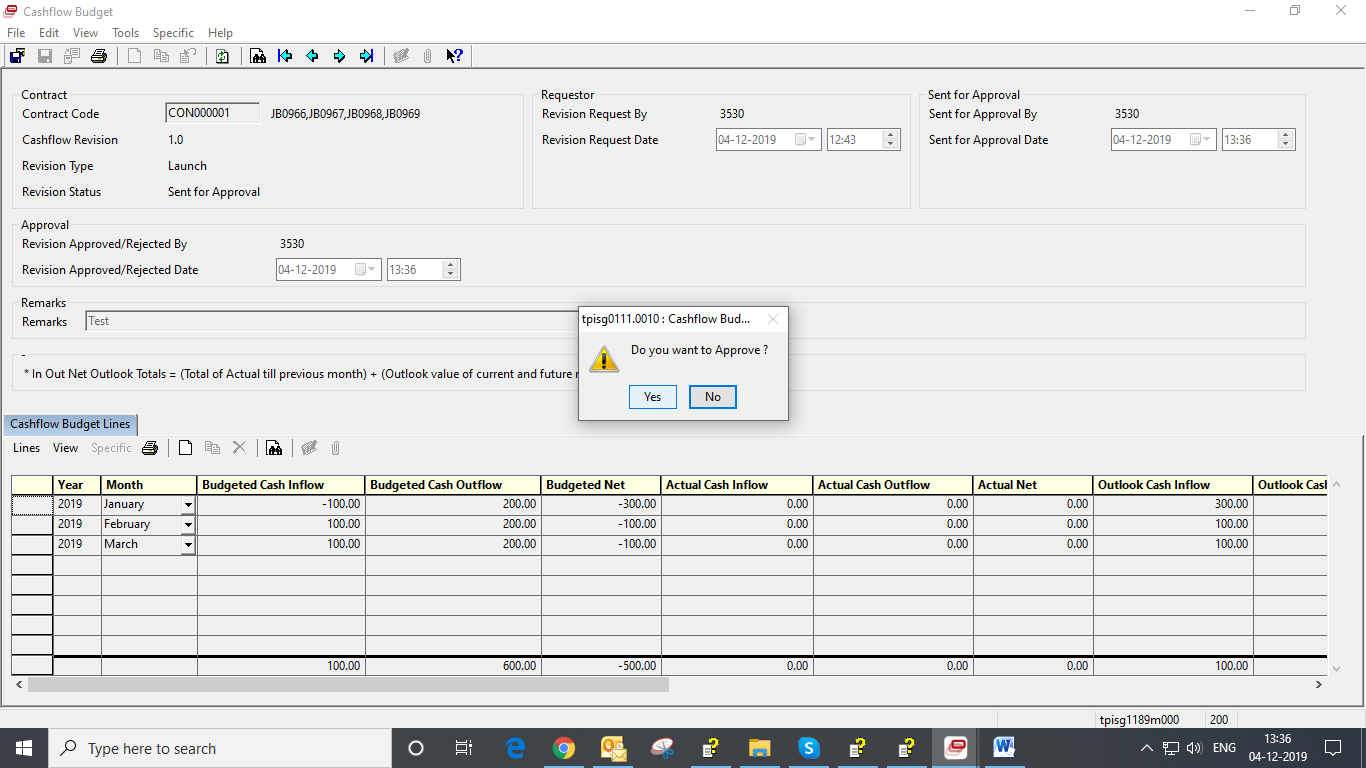 Cashflow Budget
File Edit View Tools Specific Help
Contract
Contract Code CON000001 JB0966,JB0967,JB0968,JB0969
Cashflow Revision 1.0
Revision Type Launch
Revision Status Sent for Approval
Requestor
Revision Request By 3530
Revision Request Date 04-12-2019 12:43
Sent for Approval
Sent for Approval By 3530
Sent for Approval Date 04-12-2019 13:36
Approval
Revision Approved/Rejected By 3530
Revision Approved/Rejected Date 04-12-2019 13:36
Remarks
Remarks Test
-
* In Out Net Outlook Totals = (Total of Actual till previous month) + (Outlook value of current and future
tpisg0111.0010 : Cashflow Bud...
Do you want to Approve ?
Yes No
Cashflow Budget Lines
Lines View Specific
Year Month Budgeted Cash Inflow Budgeted Cash Outflow Budgeted Net Actual Cash Inflow Actual Cash Outflow Actual Net Outlook Cash Inflow Outlook Cas
2019 January -100.00 200.00 -300.00 0.00 0.00 0.00 300.00
2019 February 100.00 200.00 -100.00 0.00 0.00 0.00 100.00
2019 March 100.00 200.00 -100.00 0.00 0.00 0.00 100.00
100.00 600.00 -500.00 0.00 0.00 0.00 100.00
tpisg1189m000 200
Type here to search
ENG
13:36
04-12-2019